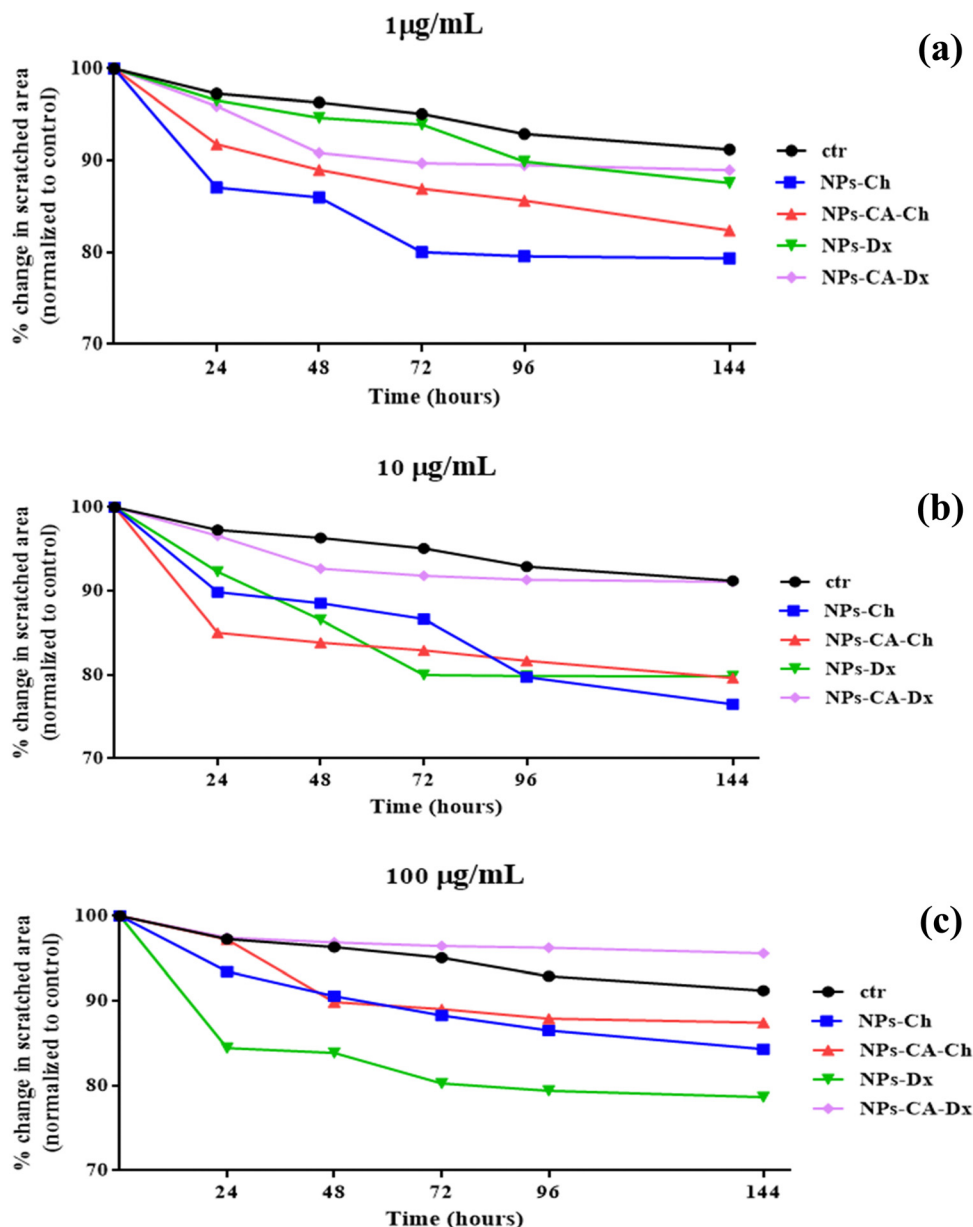 1μg/mL
(a)
% change in scratched area
(normalized to control)
100
90
80
70
24 48 72 96 144
Time (hours)
ctr
NPs-Ch
NPs-CA-Ch
NPs-Dx
NPs-CA-Dx
10 μg/mL
(b)
% change in scratched area
(normalized to control)
100
90
80
70
24 48 72 96 144
Time (hours)
ctr
NPs-Ch
NPs-CA-Ch
NPs-Dx
NPs-CA-Dx
100 μg/mL
(c)
% change in scratched area
(normalized to control)
100
90
80
70
24 48 72 96 144
Time (hours)
ctr
NPs-Ch
NPs-CA-Ch
NPs-Dx
NPs-CA-Dx